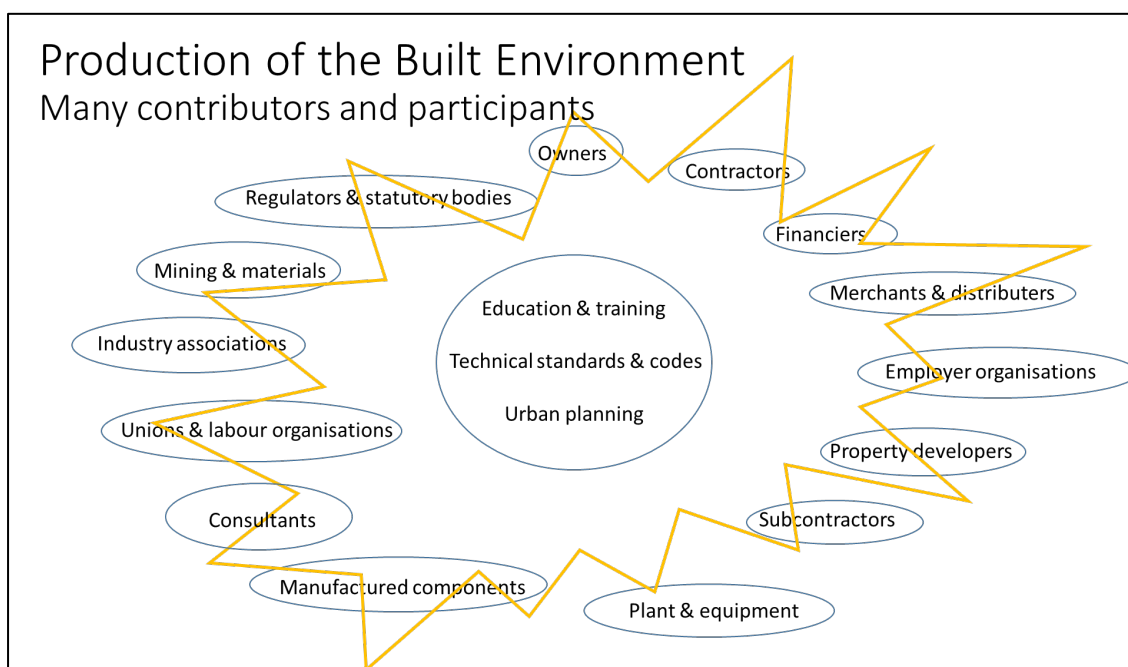 Production of the Built Environment
Many contributors and participants
Owners
Contractors
Regulators & statutory bodies
Financiers
Mining & materials
Merchants & distributers
Education & training
Industry associations
Technical standards & codes
Employer organisations
Urban planning
Unions & labour organisations
Property developers
Consultants
Subcontractors
Manufactured components
Plant & equipment